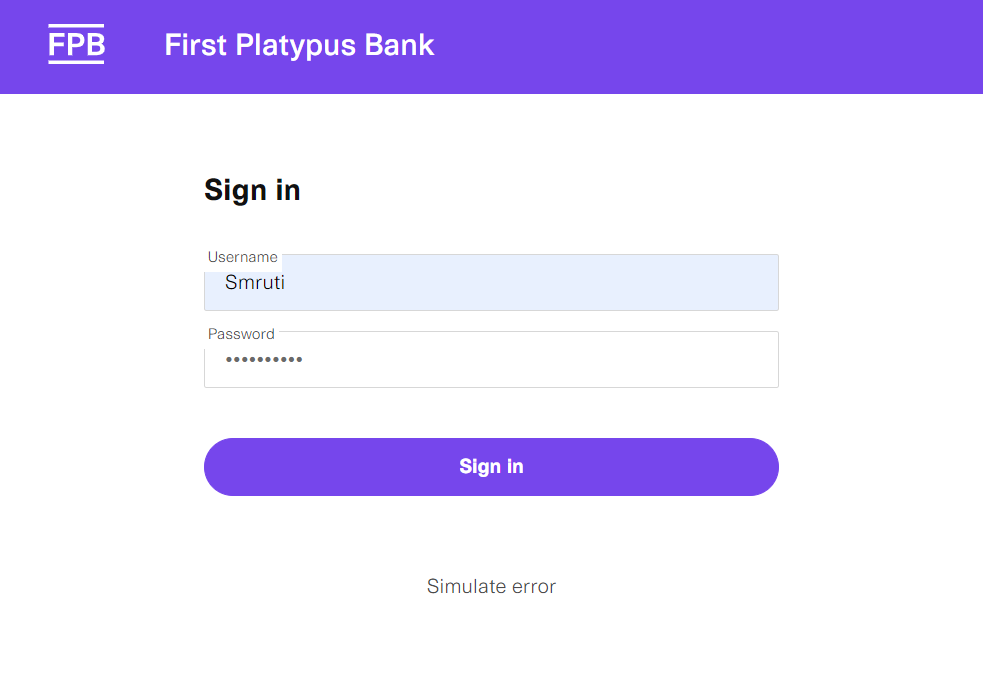 FPB First Platypus Bank
Sign in
Username
Smruti
Password
••••••••••
Sign in
Simulate error